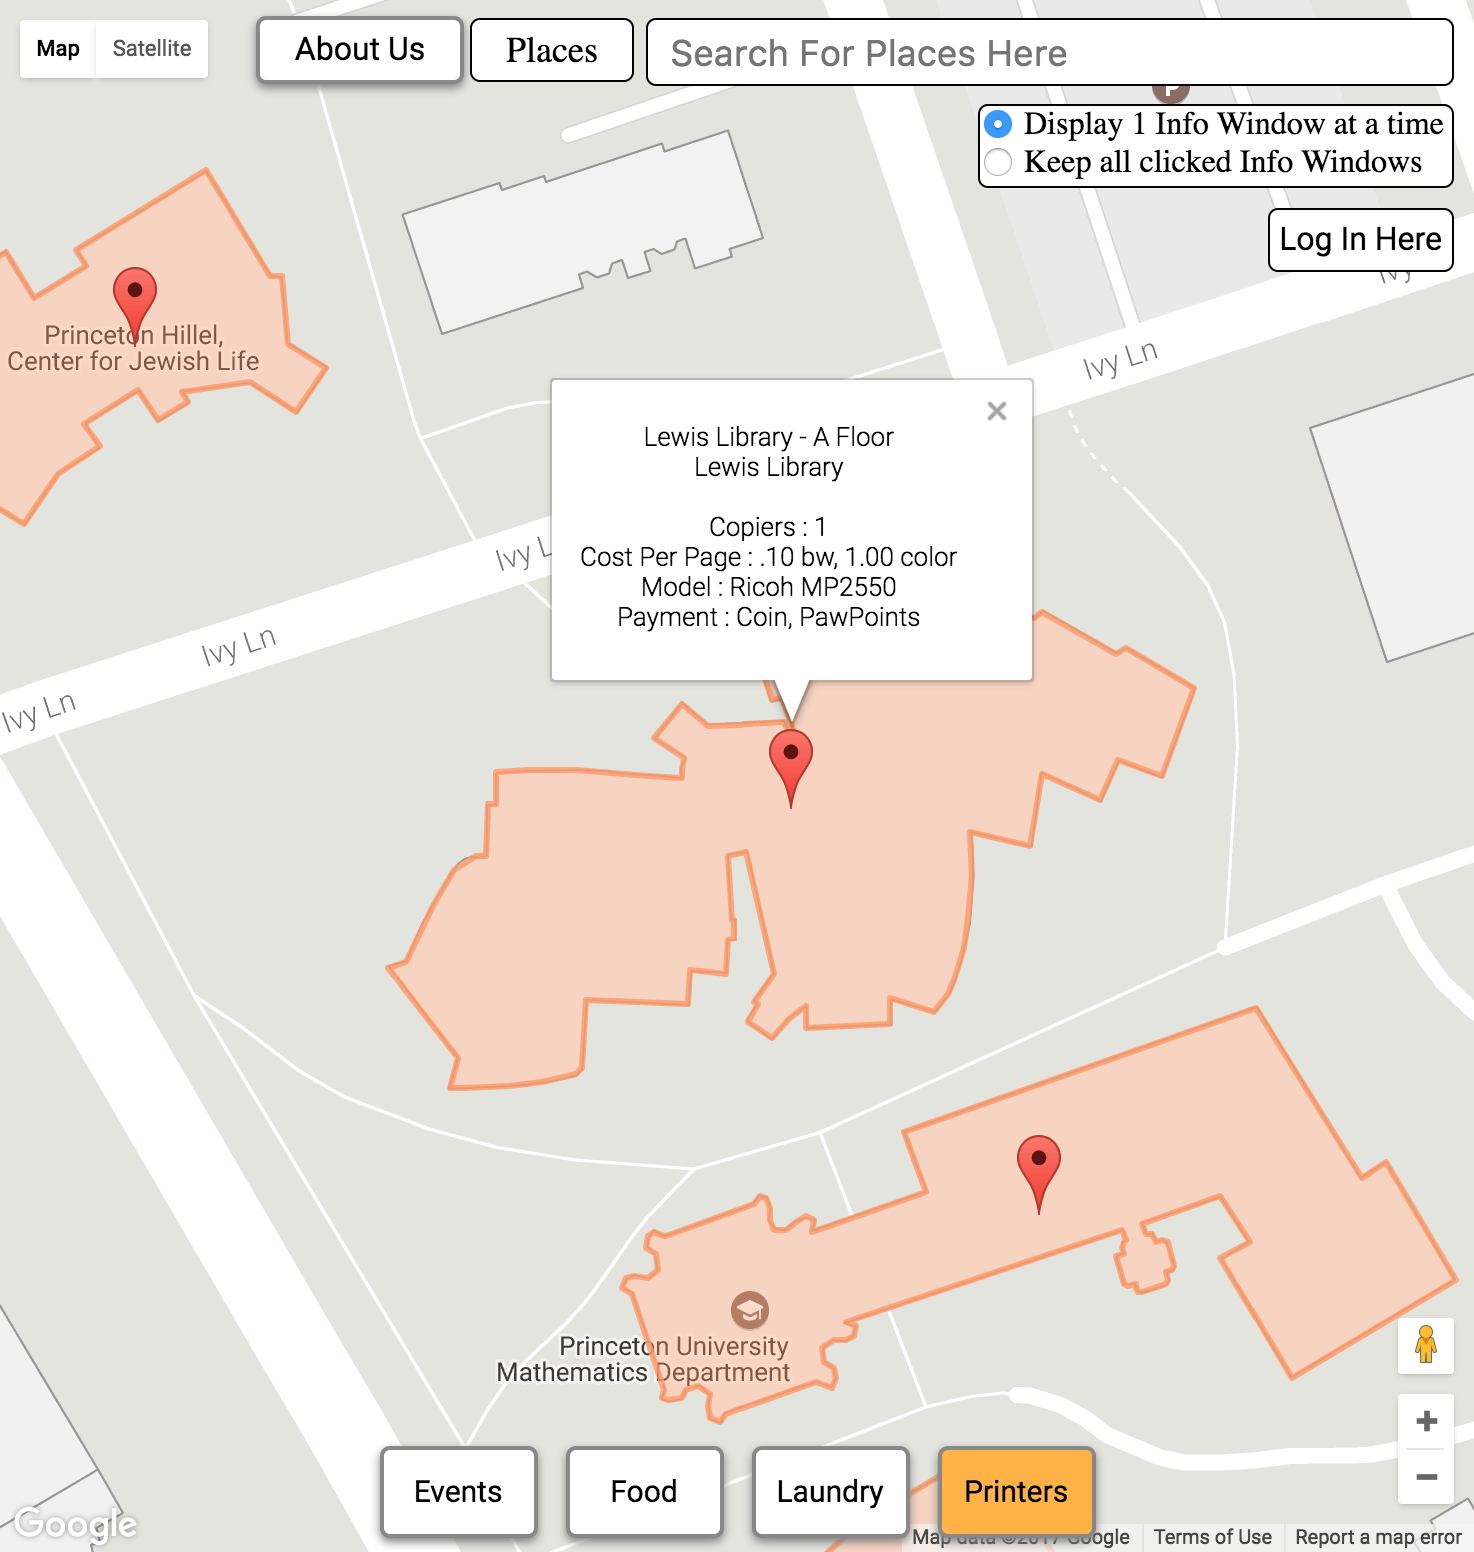 Map
Satellite
About Us
Places
Search For Places Here
P
Display 1 Info Window at a time
Keep all clicked Info Windows
Log In Here
Ivy
Princeton Hillel,
Center for Jewish Life
Ivy Ln
Lewis Library - A Floor
Lewis Library
Copiers : 1
Cost Per Page : .10 bw, 1.00 color
Model : Ricoh MP2550
Payment : Coin, PawPoints
Ivy L
Ivy Ln
Ivy Ln
Princeton University
Mathematics Department
Events
Food
Laundry
Printers
Google
Map data ©2017 Google
Terms of Use
Report a map error